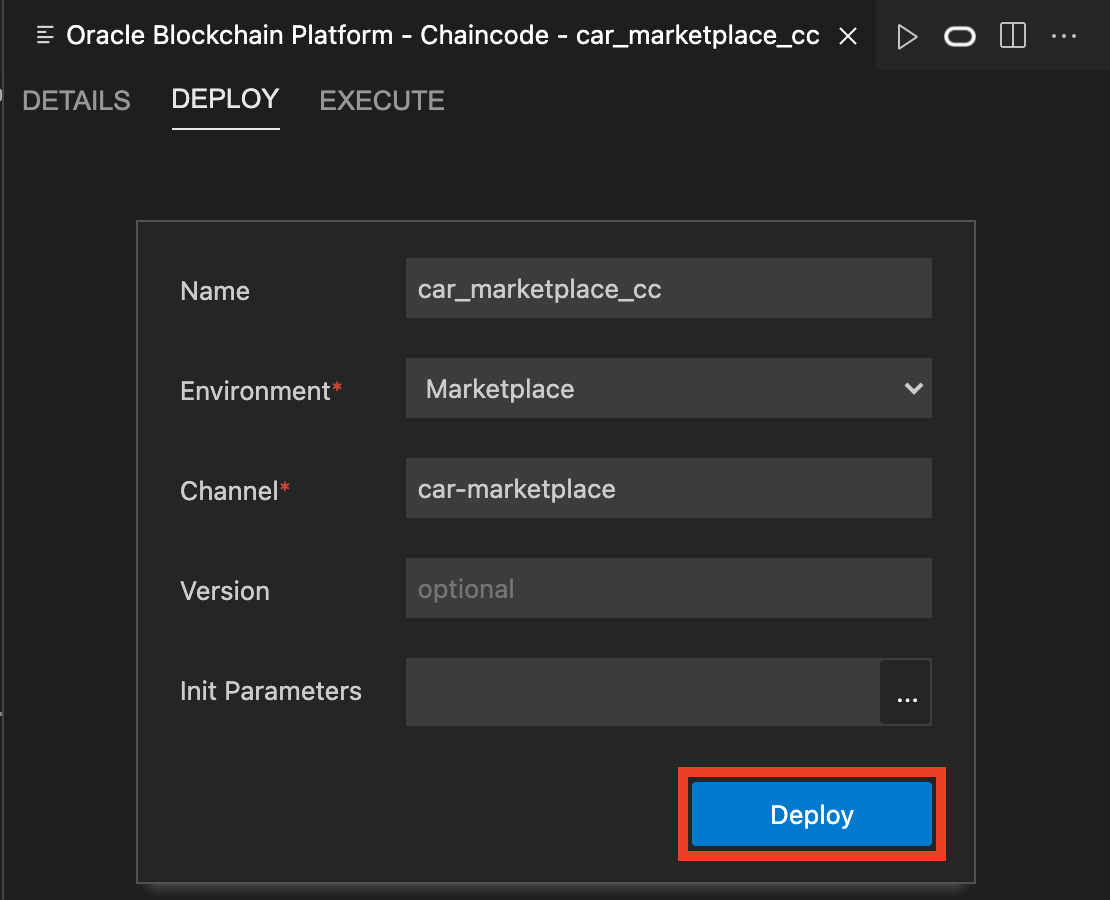 Oracle Blockchain Platform - Chaincode - car_marketplace_cc
DETAILS DEPLOY EXECUTE
Name car_marketplace_cc
Environment* Marketplace
Channel* car-marketplace
Version optional
Init Parameters ...
Deploy